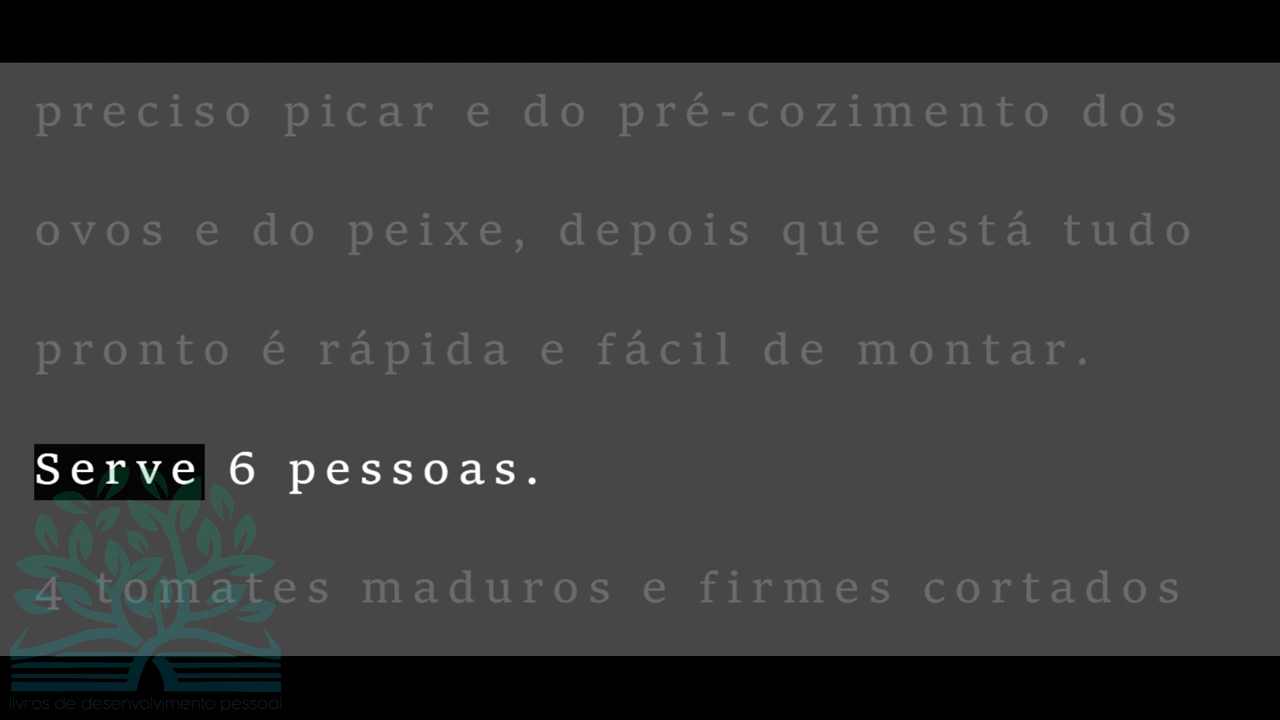 preciso picar e do pré-cozimento dos
ovos e do peixe, depois que está tudo
pronto é rápida e fácil de montar.
Serve 6 pessoas.
4 tomates maduros e firmes cortados
livros de desenvolvimento pessoal